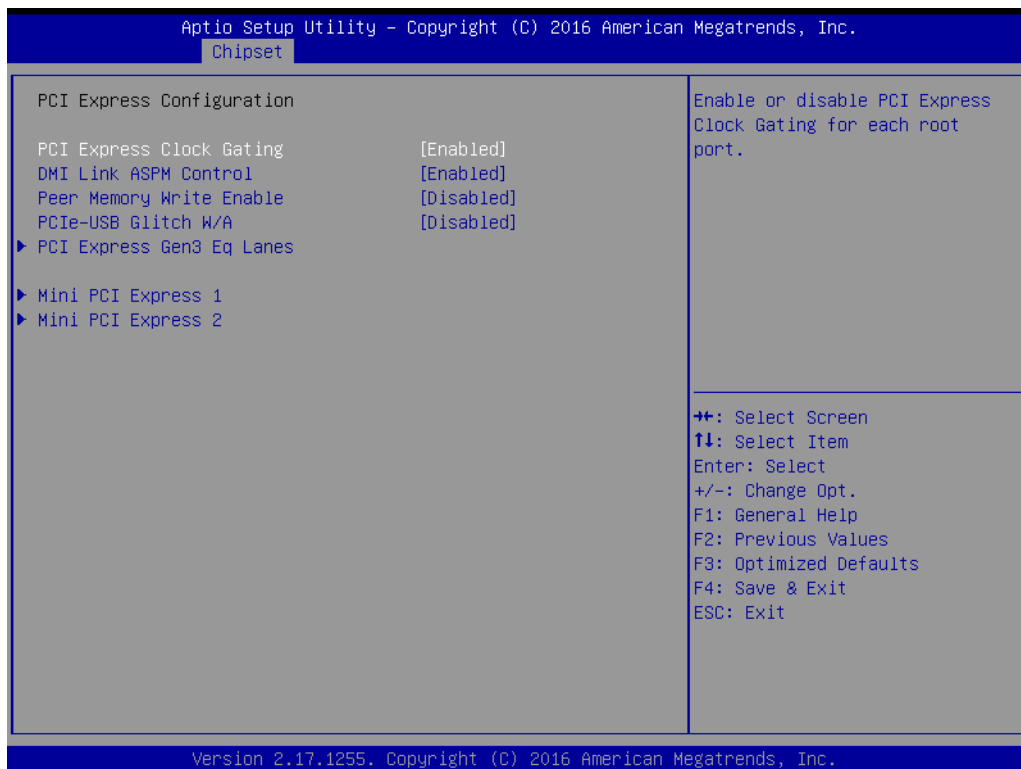 Aptio Setup Utility – Copyright (C) 2016 American Megatrends, Inc.
Chipset
PCI Express Configuration
PCI Express Clock Gating [Enabled]
DMI Link ASPM Control [Enabled]
Peer Memory Write Enable [Disabled]
PCIe-USB Glitch W/A [Disabled]
▶ PCI Express Gen3 Eq Lanes
▶ Mini PCI Express 1
▶ Mini PCI Express 2
Enable or disable PCI Express
Clock Gating for each root
port.
→←: Select Screen
↑↓: Select Item
Enter: Select
+/-: Change Opt.
F1: General Help
F2: Previous Values
F3: Optimized Defaults
F4: Save & Exit
ESC: Exit
Version 2.17.1255. Copyright (C) 2016 American Megatrends, Inc.